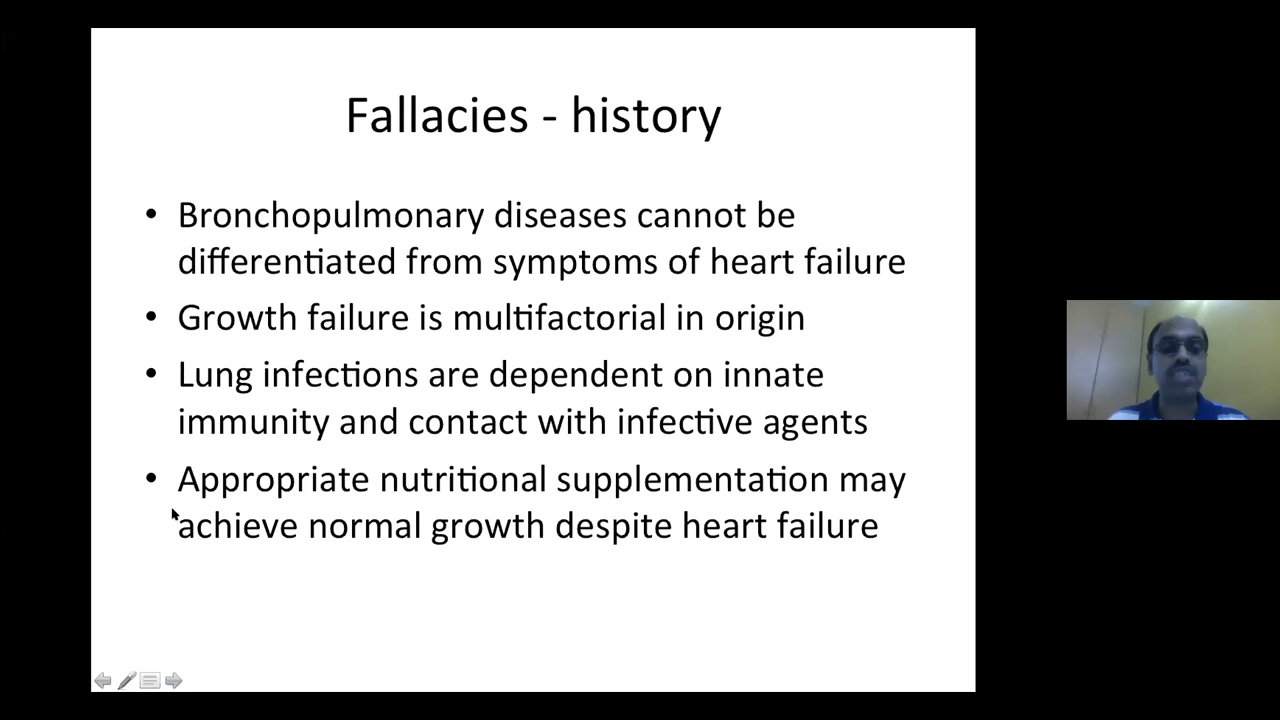 Fallacies - history
• Bronchopulmonary diseases cannot be
differentiated from symptoms of heart failure
• Growth failure is multifactorial in origin
• Lung infections are dependent on innate
immunity and contact with infective agents
• Appropriate nutritional supplementation may
achieve normal growth despite heart failure